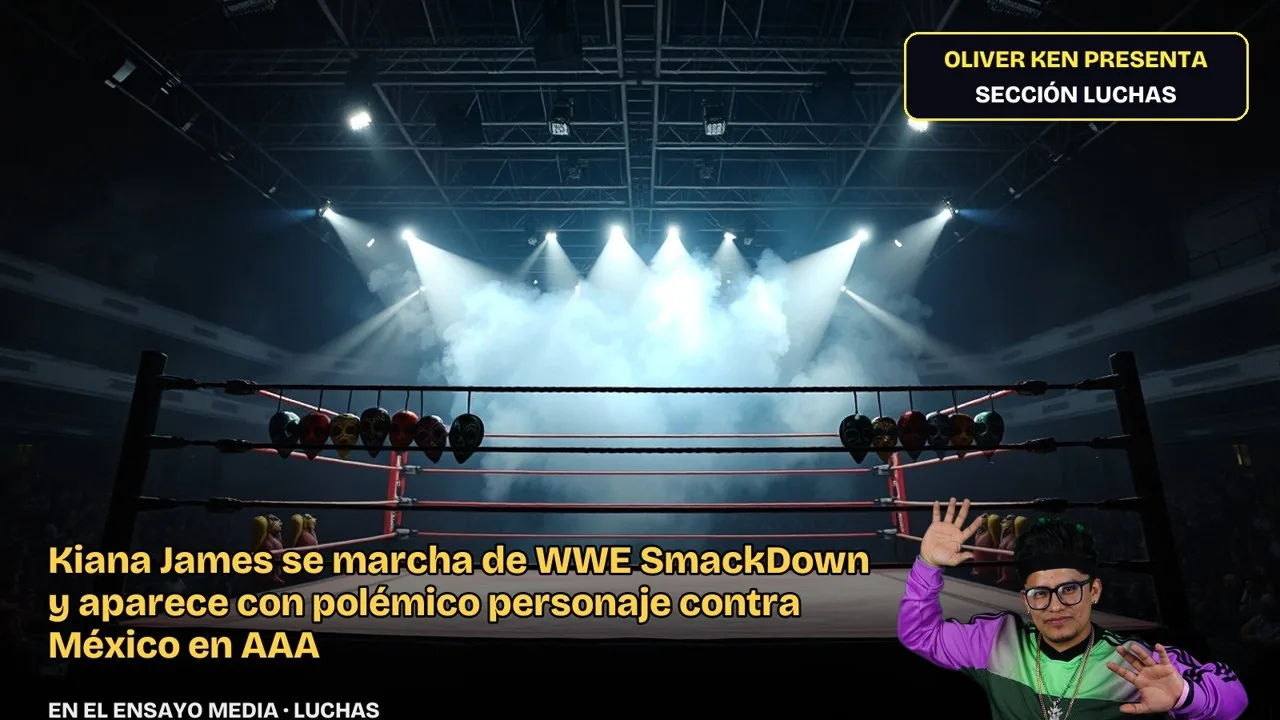 OLIVER KEN PRESENTA
SECCIÓN LUCHAS
Kiana James se marcha de WWE SmackDown
y aparece con polémico personaje contra
México en AAA
EN EL ENSAYO MEDIA · LUCHAS